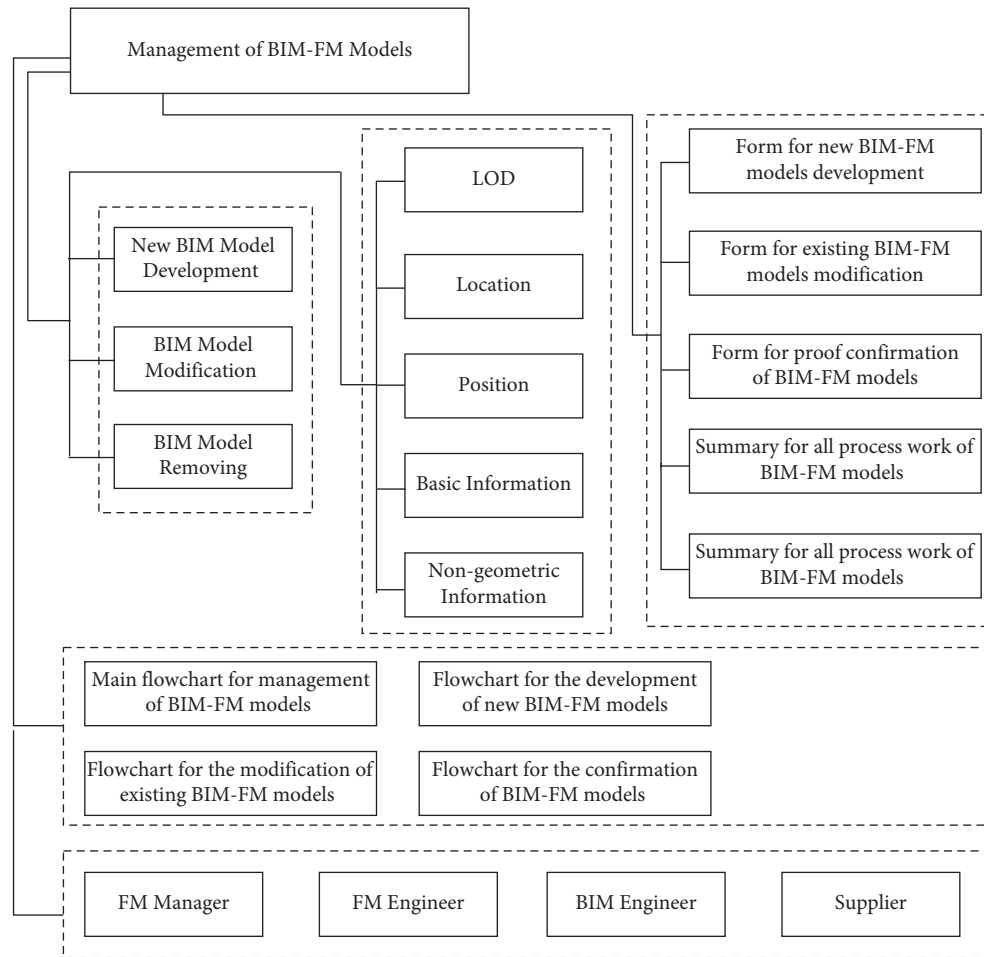 Management of BIM-FM Models
New BIM Model
Development
BIM Model
Modification
BIM Model
Removing
LOD
Location
Position
Basic Information
Non-geometric
Information
Form for new BIM-FM
models development
Form for existing BIM-FM
models modification
Form for proof confirmation
of BIM-FM models
Summary for all process work of
BIM-FM models
Summary for all process work of
BIM-FM models
Main flowchart for management
of BIM-FM models
Flowchart for the development
of new BIM-FM models
Flowchart for the modification of
existing BIM-FM models
Flowchart for the confirmation
of BIM-FM models
FM Manager
FM Engineer
BIM Engineer
Supplier